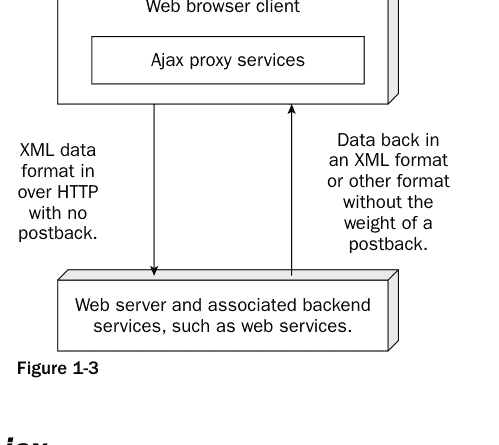 Web browser client
Ajax proxy services
XML data
format in
over HTTP
with no
postback.
Data back in
an XML format
or other format
without the
weight of a
postback.
Web server and associated backend
services, such as web services.
Figure 1-3